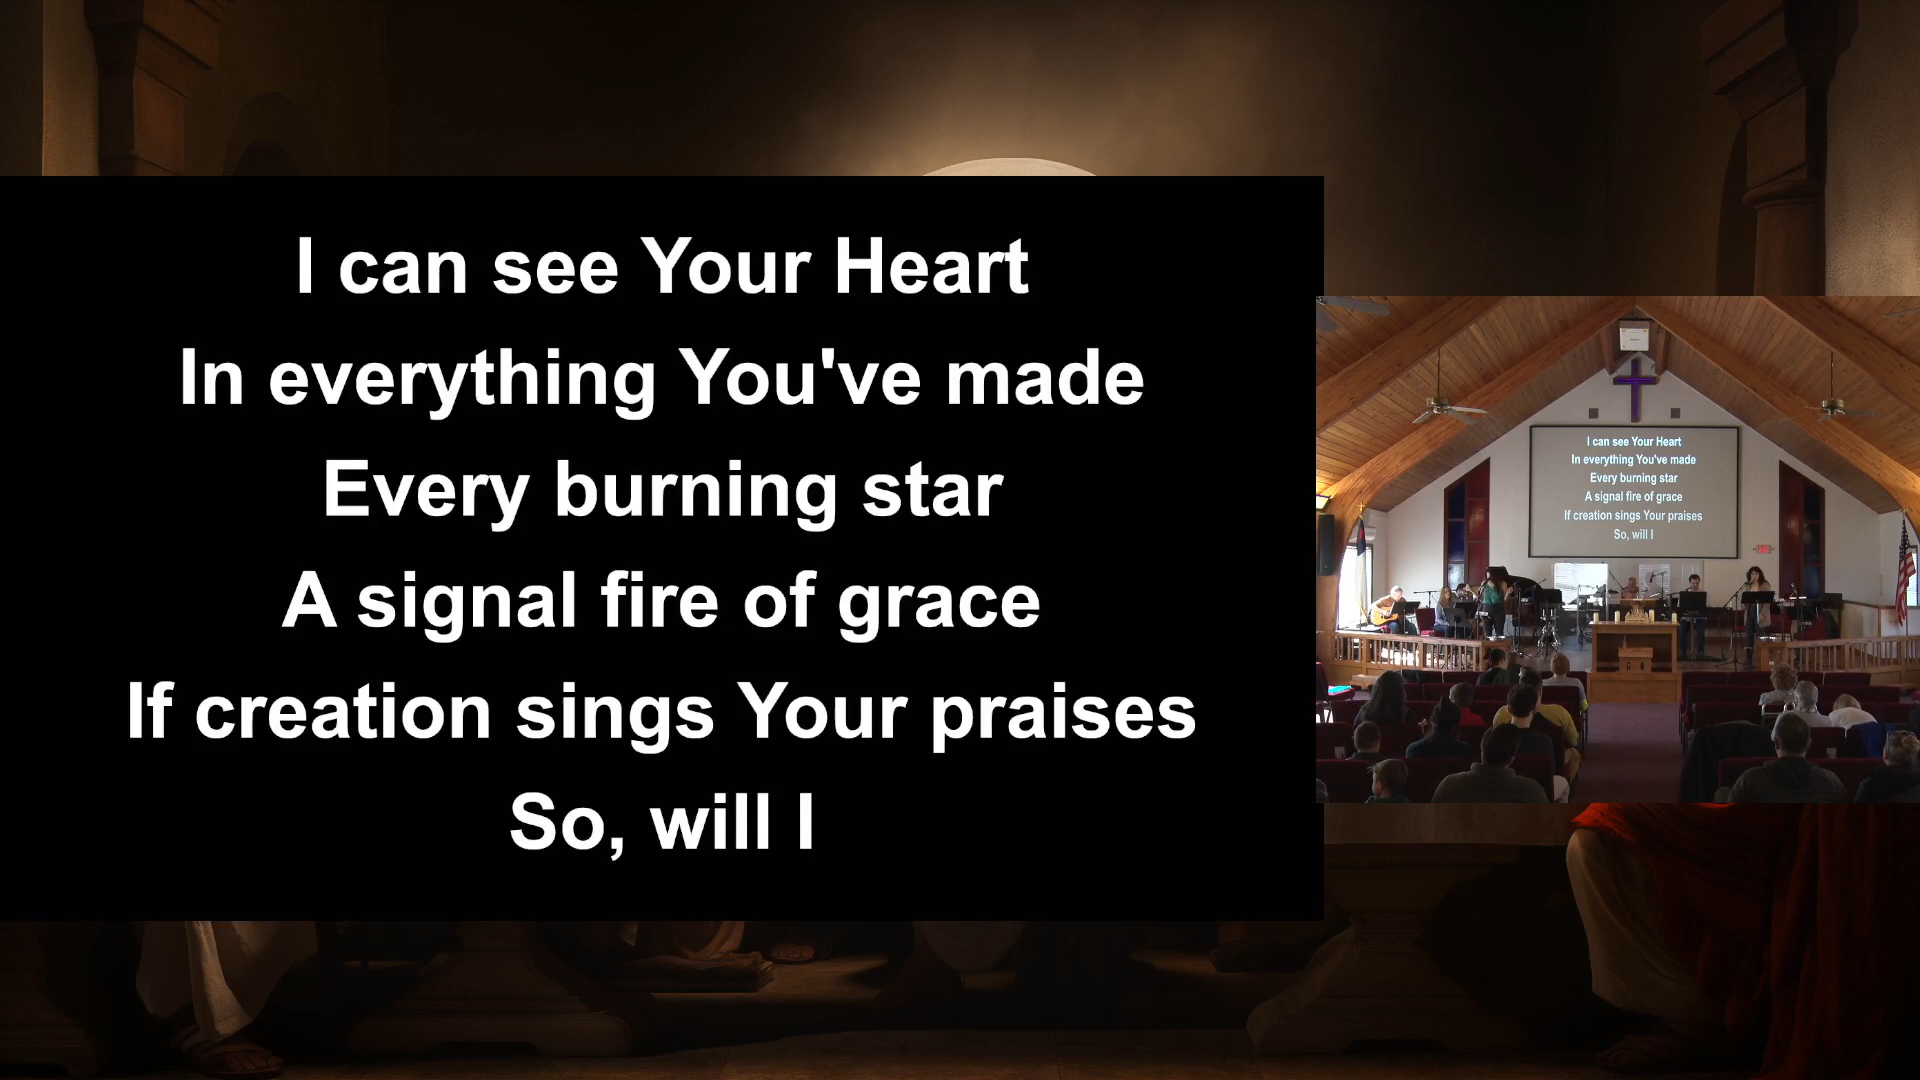 I can see Your Heart
In everything You've made
Every burning star
A signal fire of grace
If creation sings Your praises
So, will I
I can see Your Heart
In everything You've made
Every burning star
A signal fire of grace
If creation sings Your praises
So, will I